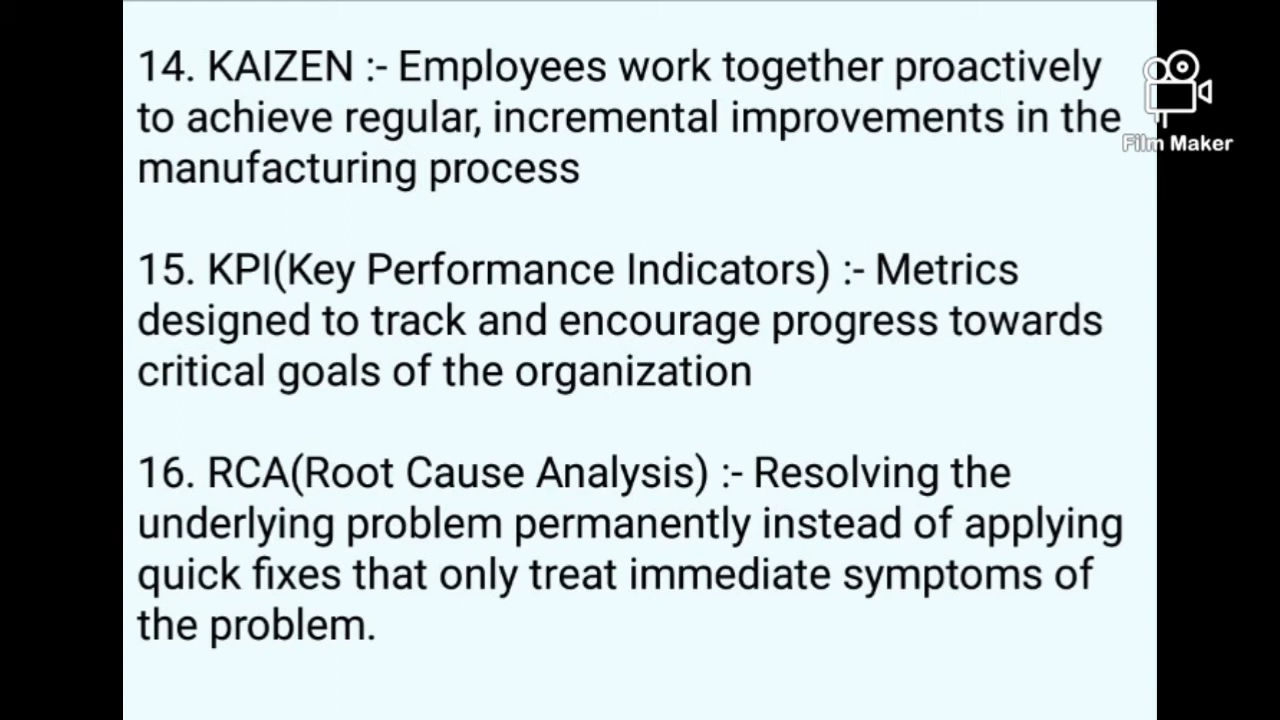 14. KAIZEN :- Employees work together proactively
to achieve regular, incremental improvements in the
manufacturing process
Film Maker
15. KPI(Key Performance Indicators) :- Metrics
designed to track and encourage progress towards
critical goals of the organization
16. RCA(Root Cause Analysis) :- Resolving the
underlying problem permanently instead of applying
quick fixes that only treat immediate symptoms of
the problem.